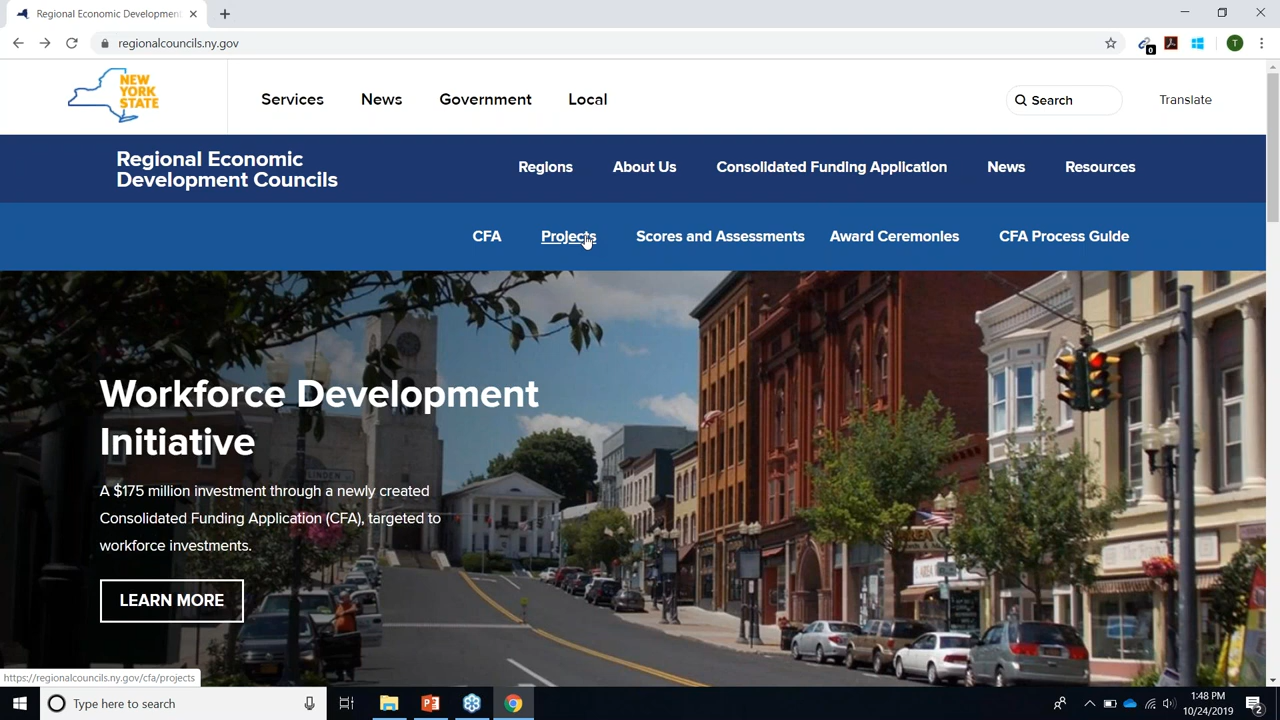 Regional Economic Development
regionalcouncils.ny.gov
0
T
NEW
YORK
STATE
Services
News
Government
Local
Search
Translate
Regional Economic
Development Councils
Regions
About Us
Consolidated Funding Application
News
Resources
CFA
Projects
Scores and Assessments
Award Ceremonies
CFA Process Guide
Workforce Development
Initiative
A $175 million investment through a newly created
Consolidated Funding Application (CFA), targeted to
workforce investments.
LEARN MORE
https://regionalcouncils.ny.gov/cfa/projects
Type here to search
1:48 PM
10/24/2019
2